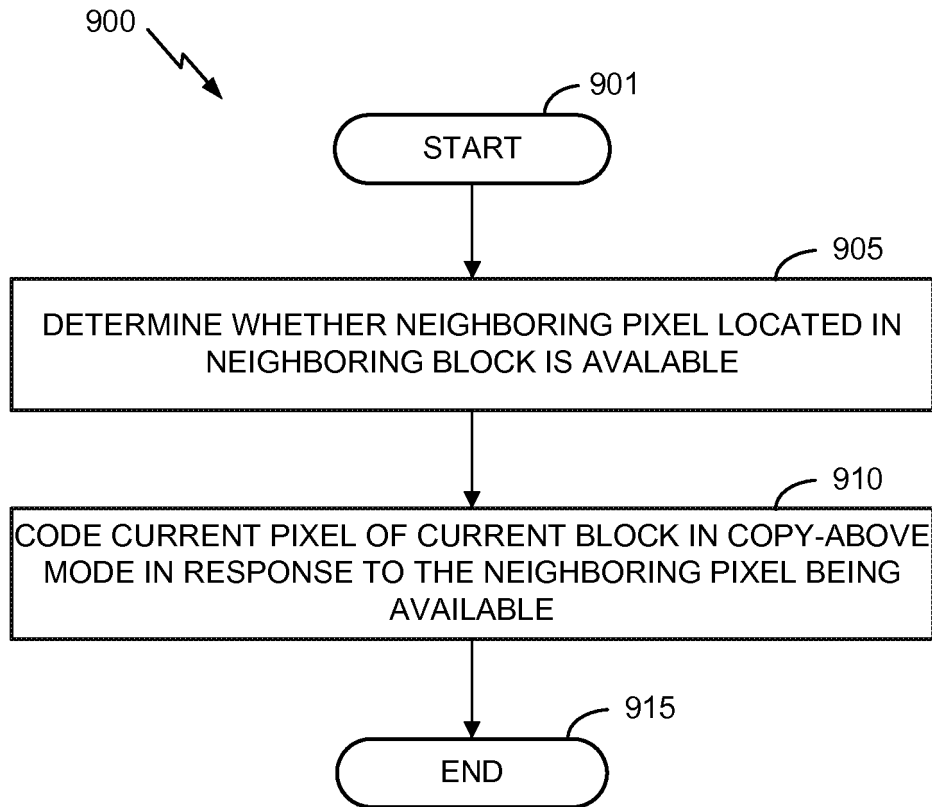 900
901
START
905
DETERMINE WHETHER NEIGHBORING PIXEL LOCATED IN
NEIGHBORING BLOCK IS AVALABLE
910
CODE CURRENT PIXEL OF CURRENT BLOCK IN COPY-ABOVE
MODE IN RESPONSE TO THE NEIGHBORING PIXEL BEING
AVAILABLE
915
END